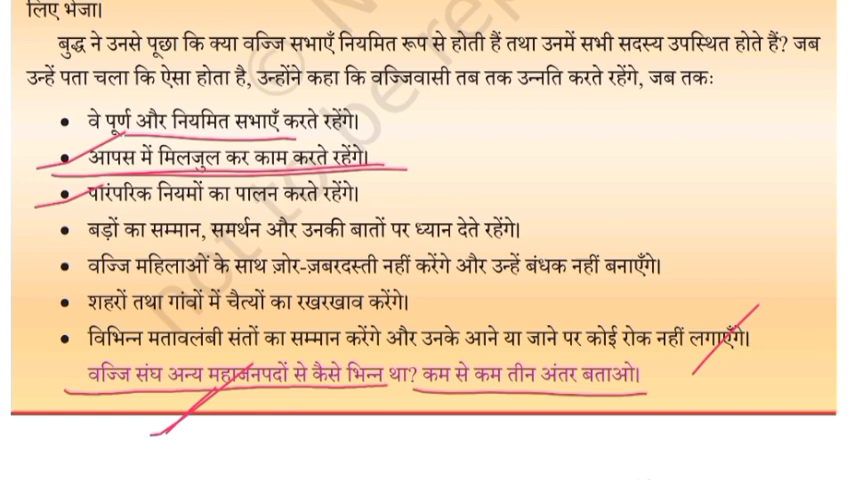 लिए भेजा।
बुद्ध ने उनसे पूछा कि क्या वज्जि सभाएँ नियमित रूप से होती हैं तथा उनमें सभी सदस्य उपस्थित होते हैं? जब
उन्हें पता चला कि ऐसा होता है, उन्होंने कहा कि वज्जिवासी तब तक उन्नति करते रहेंगे, जब तकः
• वे पूर्ण और नियमित सभाएँ करते रहेंगे।
• आपस में मिलजुल कर काम करते रहेंगे।
• पारंपरिक नियमों का पालन करते रहेंगे।
• बड़ों का सम्मान, समर्थन और उनकी बातों पर ध्यान देते रहेंगे।
• वज्जि महिलाओं के साथ ज़ोर-ज़बरदस्ती नहीं करेंगे और उन्हें बंधक नहीं बनाएँगे।
• शहरों तथा गांवों में चैत्यों का रखरखाव करेंगे।
• विभिन्न मतावलंबी संतों का सम्मान करेंगे और उनके आने या जाने पर कोई रोक नहीं लगाएँगे।
वज्जि संघ अन्य महाजनपदों से कैसे भिन्न था? कम से कम तीन अंतर बताओ।
not to be rep
© N